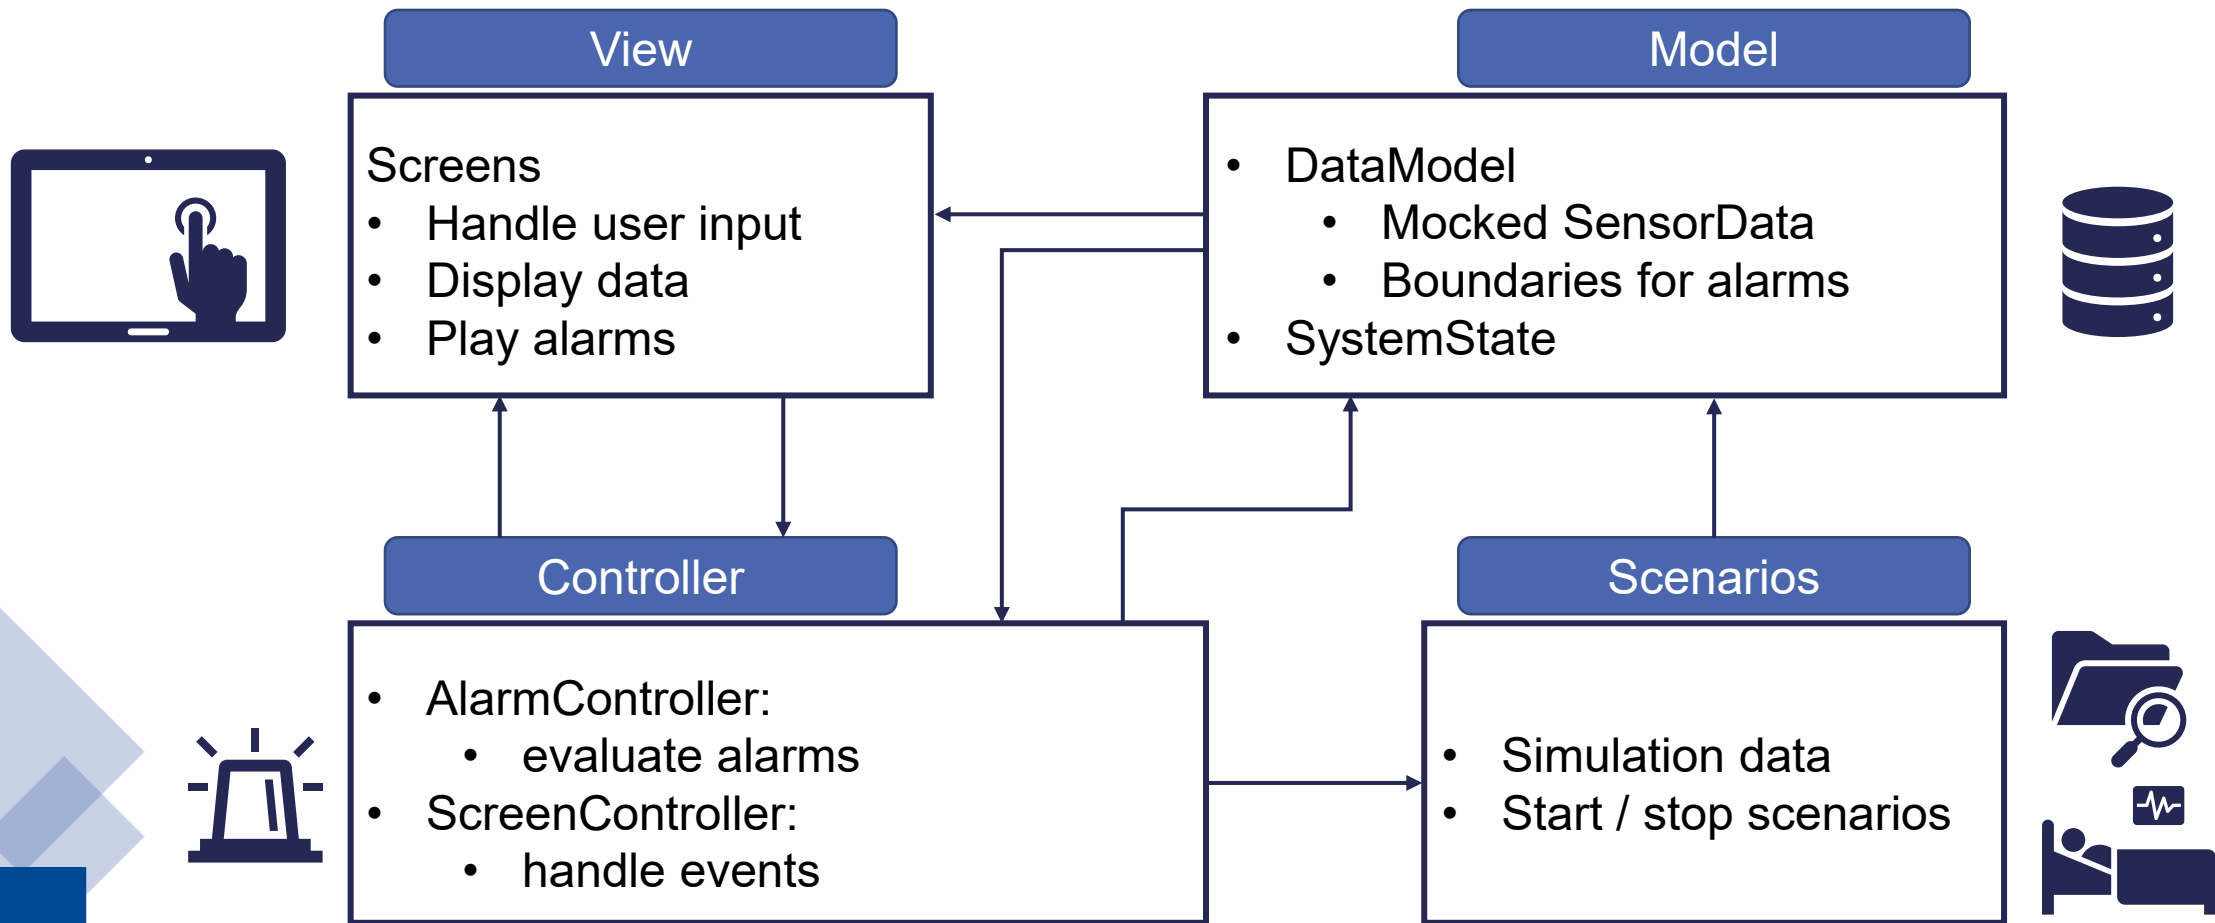 View
Screens
• Handle user input
• Display data
• Play alarms
Model
• DataModel
• Mocked SensorData
• Boundaries for alarms
• SystemState
Controller
• AlarmController:
• evaluate alarms
• ScreenController:
• handle events
Scenarios
• Simulation data
• Start / stop scenarios